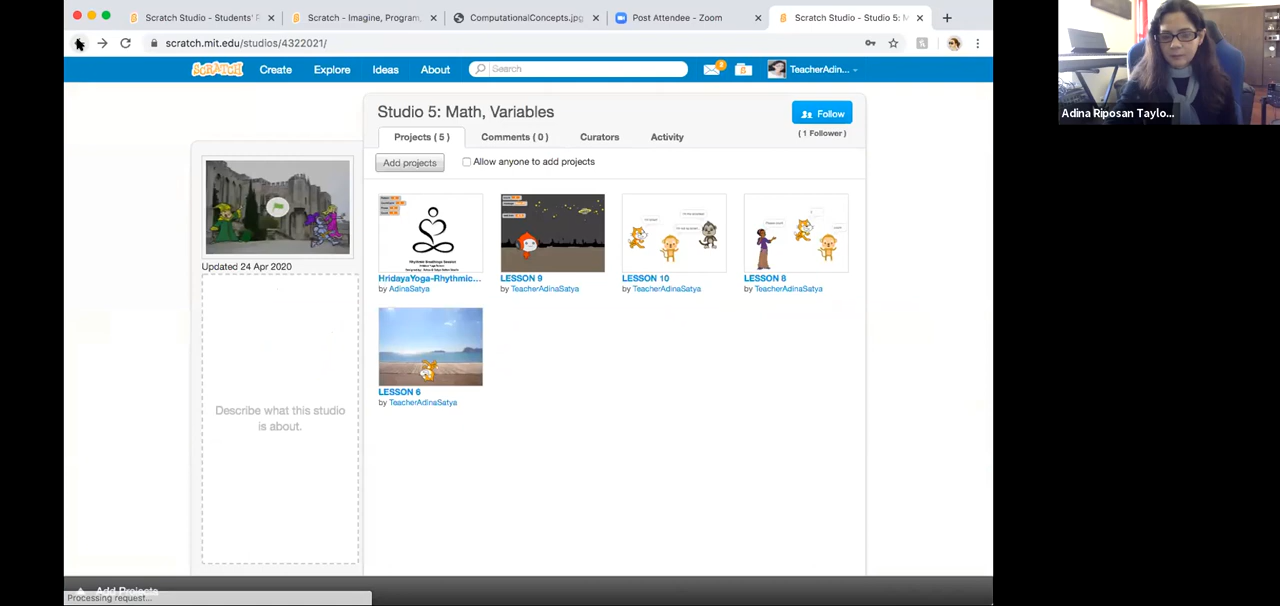 Scratch Studio - Students'
Scratch - Imagine, Program,
ComputationalConcepts.jpg
Post Attendee - Zoom
Scratch Studio - Studio 5: M
scratch.mit.edu/studios/4322021/
SCRATCH
Create
Explore
Ideas
About
Search
TeacherAdin...
Studio 5: Math, Variables
Follow
( 1 Follower )
Projects ( 5 )
Comments ( 0 )
Curators
Activity
Add projects
Allow anyone to add projects
Updated 24 Apr 2020
Describe what this studio
is about.
HridayaYoga-Rhythmic...
by AdinaSatya
LESSON 9
by TeacherAdinaSatya
LESSON 10
by TeacherAdinaSatya
LESSON 8
by TeacherAdinaSatya
LESSON 6
by TeacherAdinaSatya
Add Projects
Processing request...
Adina Riposan Taylo...